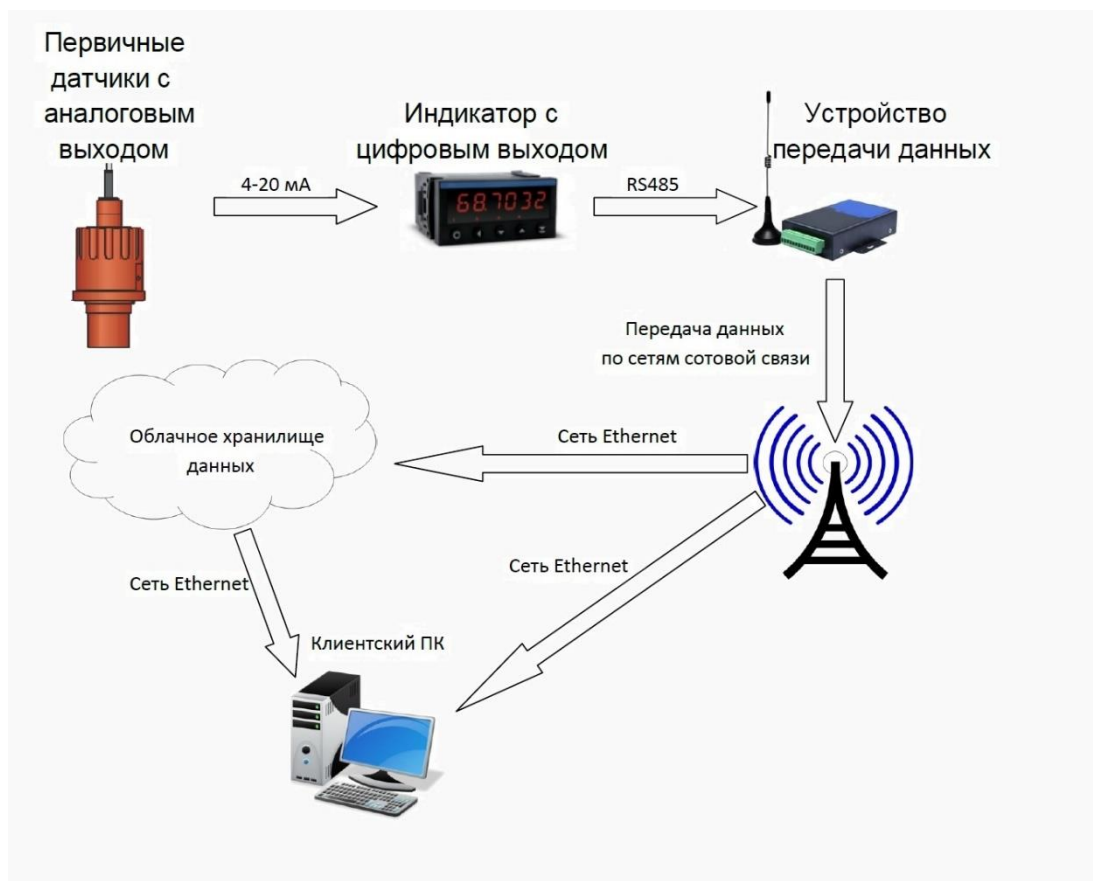 Первичные
датчики с
аналоговым
выходом
Индикатор с
цифровым выходом
Устройство
передачи данных
4-20 мА
RS485
68.7032
Передача данных
по сетям сотовой связи
Облачное хранилище
данных
Сеть Ethernet
Сеть Ethernet
Сеть Ethernet
Клиентский ПК